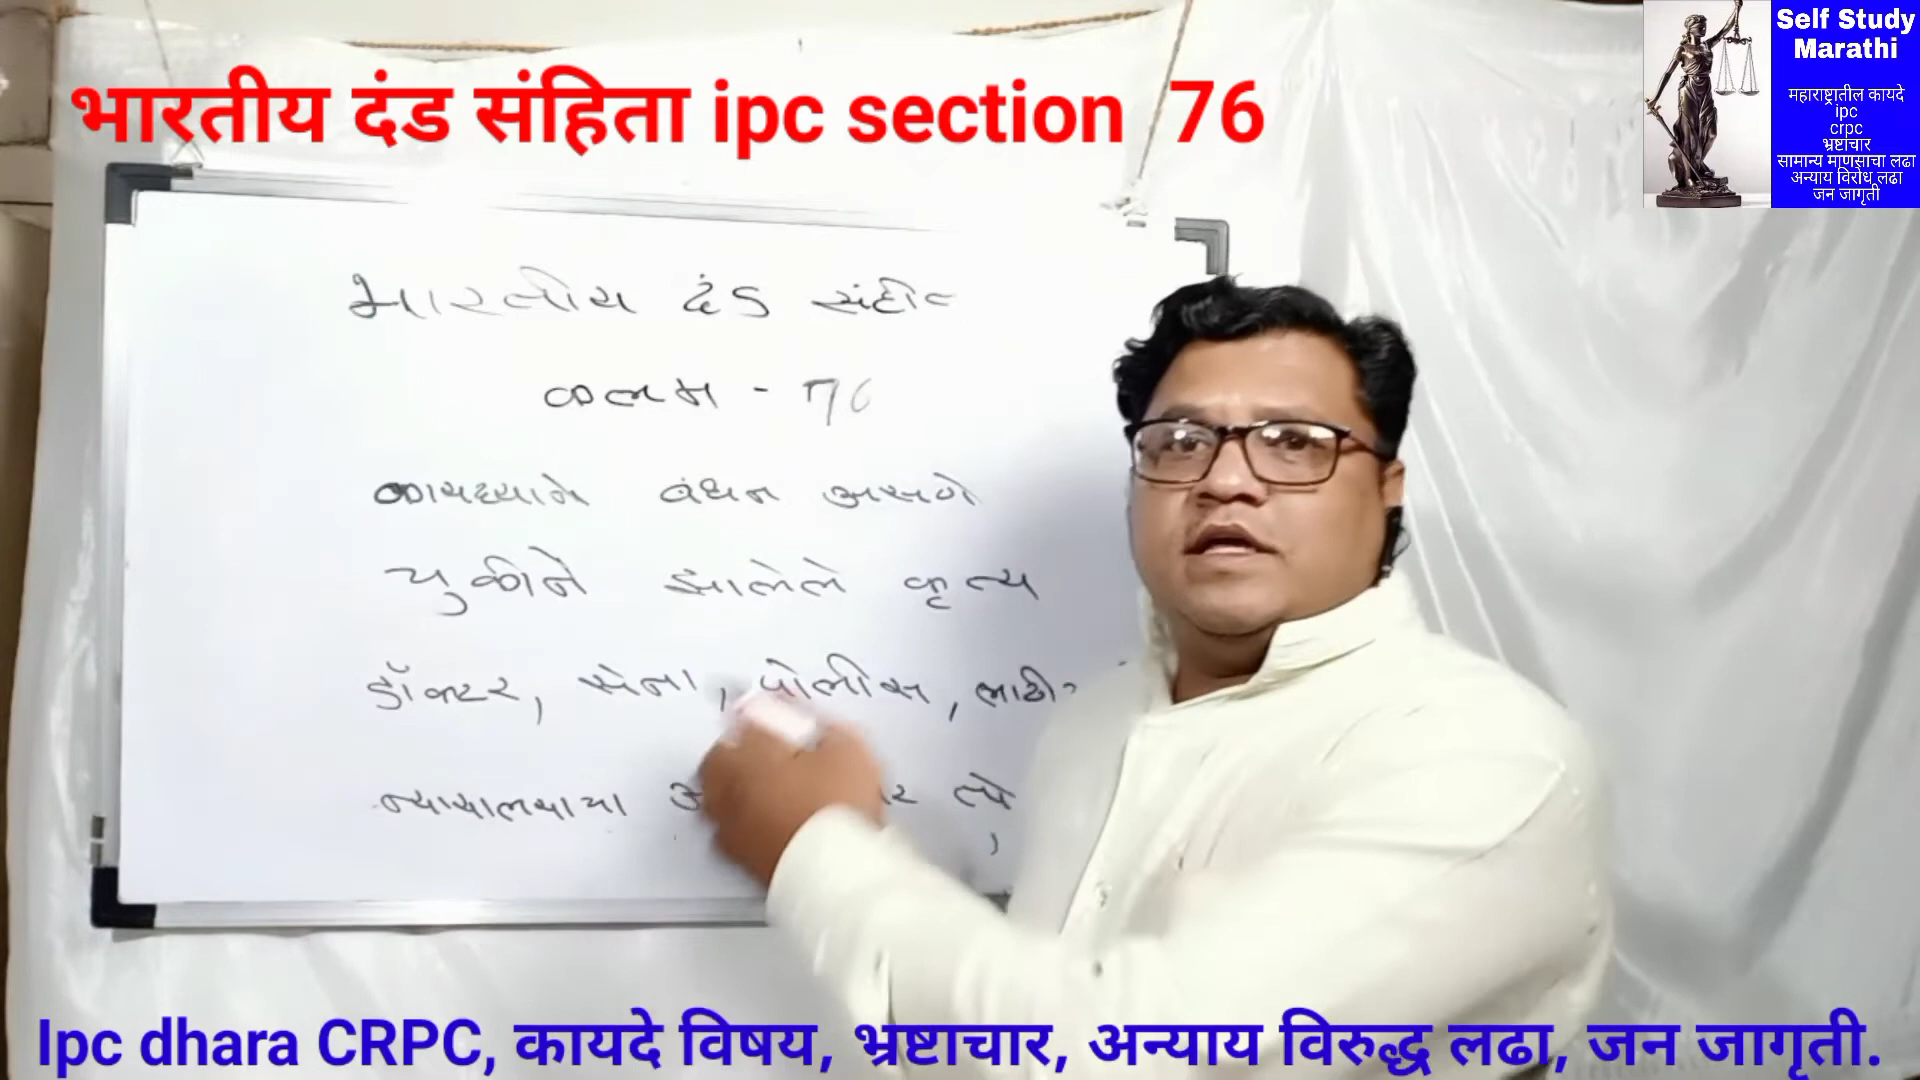 भारतीय दंड संहिता ipc section 76
Self Study
Marathi
महाराष्ट्रातील कायदे
ipc
crpc
भ्रष्टाचार
सामान्य माणसाचा लढा
अन्याय विरोध लढा
जन जागृती
भारतीय दंड संहीत
कलम - 76
कायद्याने बंधन असणे
चुकीने झालेले कृत्य
डॉक्टर, सेना, पोलीस,
न्यायालयाचा
Ipc dhara CRPC, कायदे विषय, भ्रष्टाचार, अन्याय विरुद्ध लढा, जन जागृती.